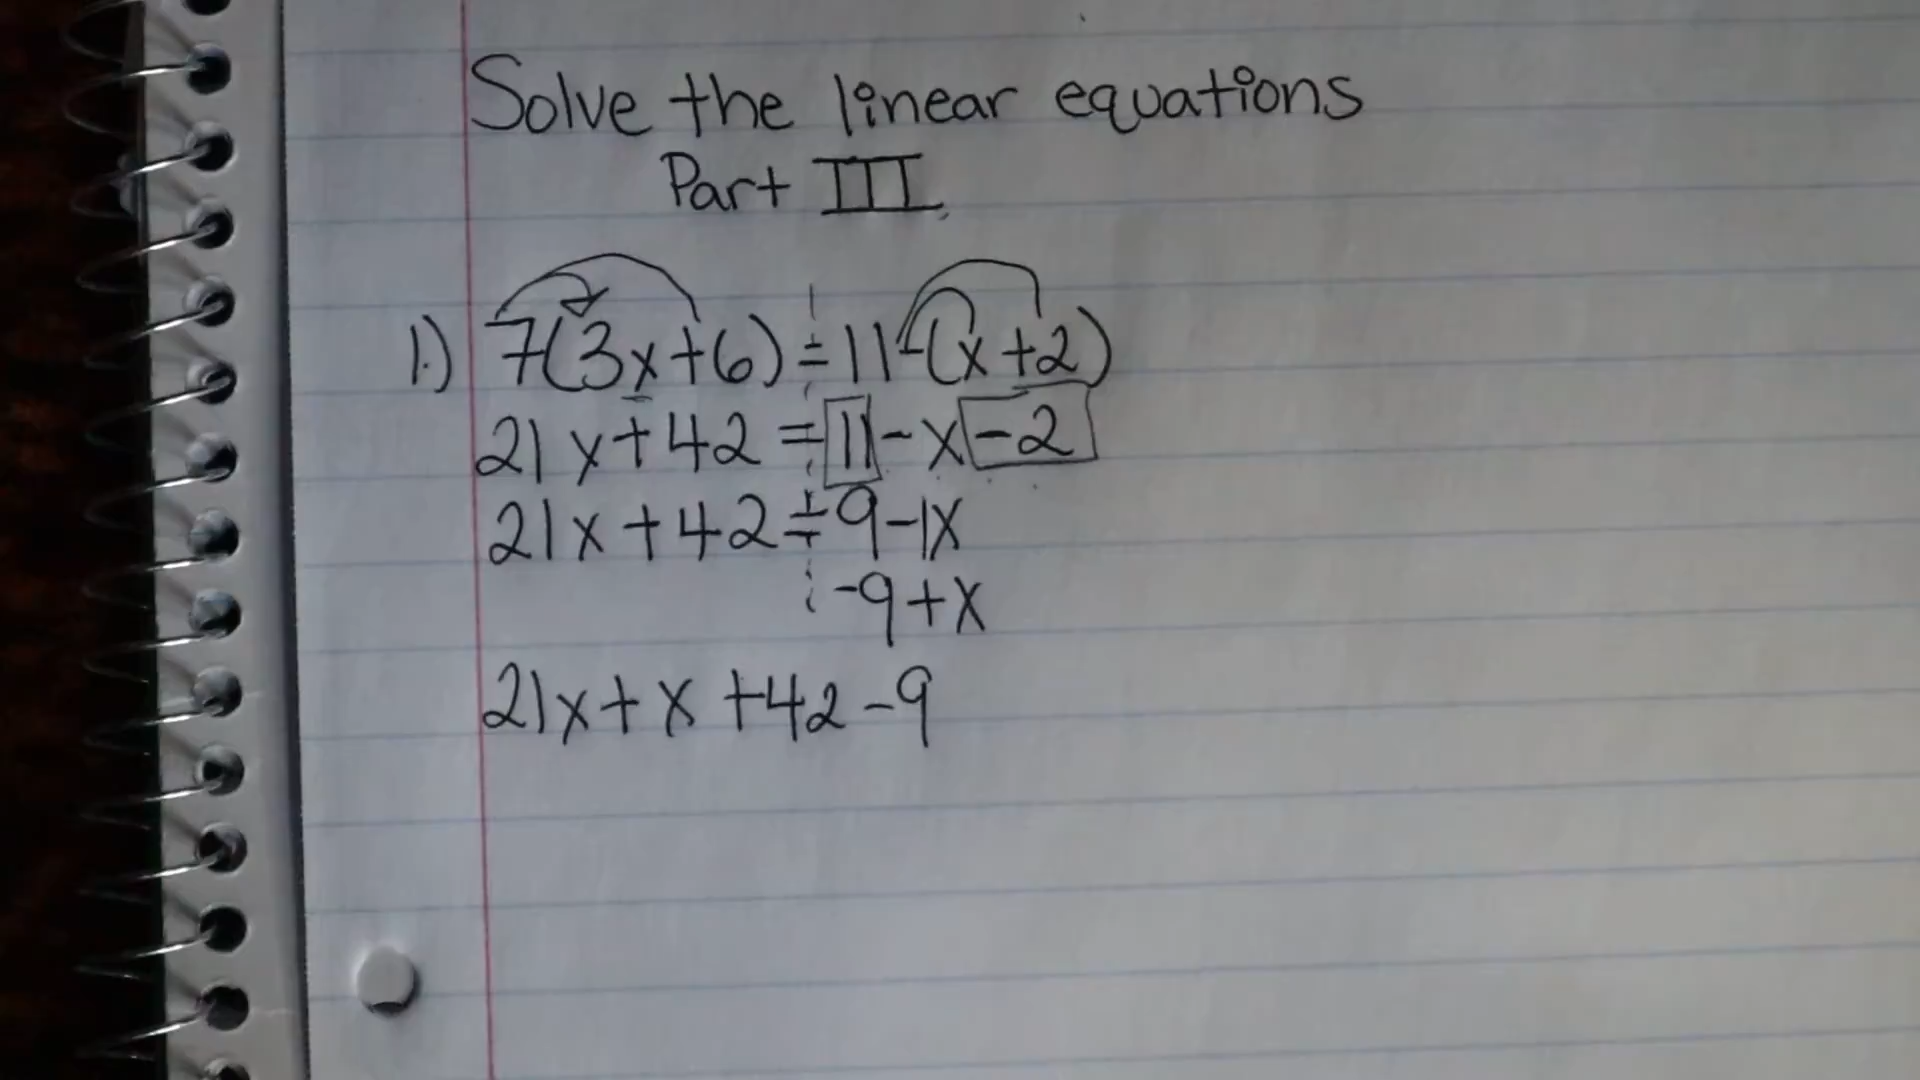 Solve the linear equations
Part III
1.) 7(3x+6)=11-(x+2)
21x+42=11-x-2
21x+42=9-1x
-9+x
21x+x+42-9